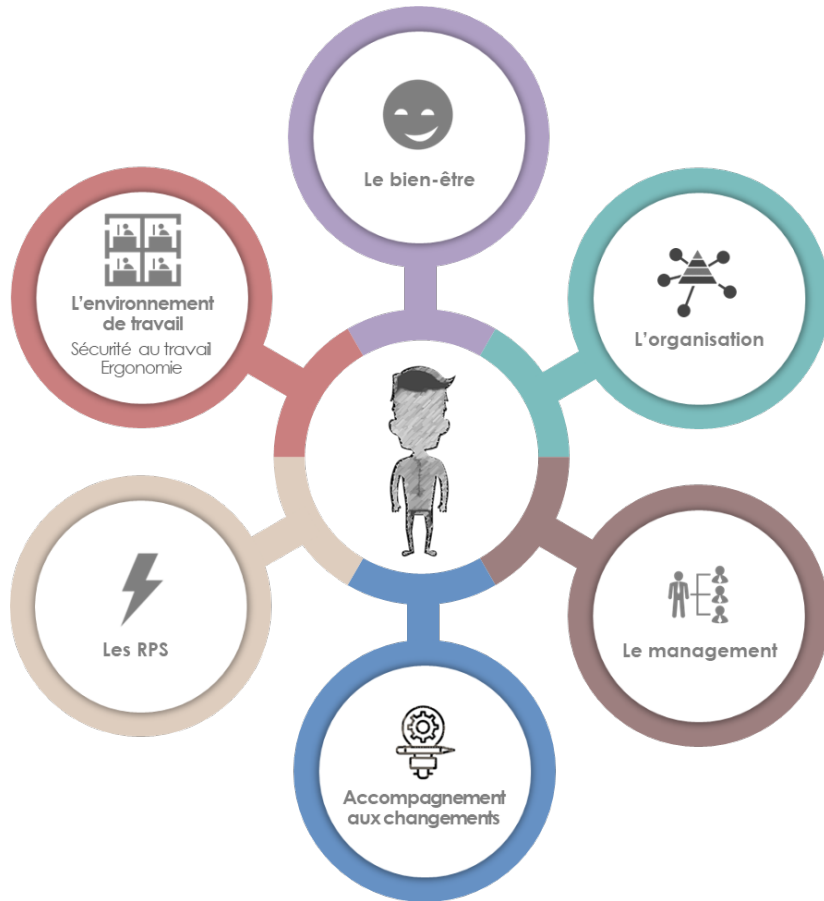 Le bien-être
L'environnement
de travail
Sécurité au travail
Ergonomie
L'organisation
Les RPS
Le management
Accompagnement
aux changements